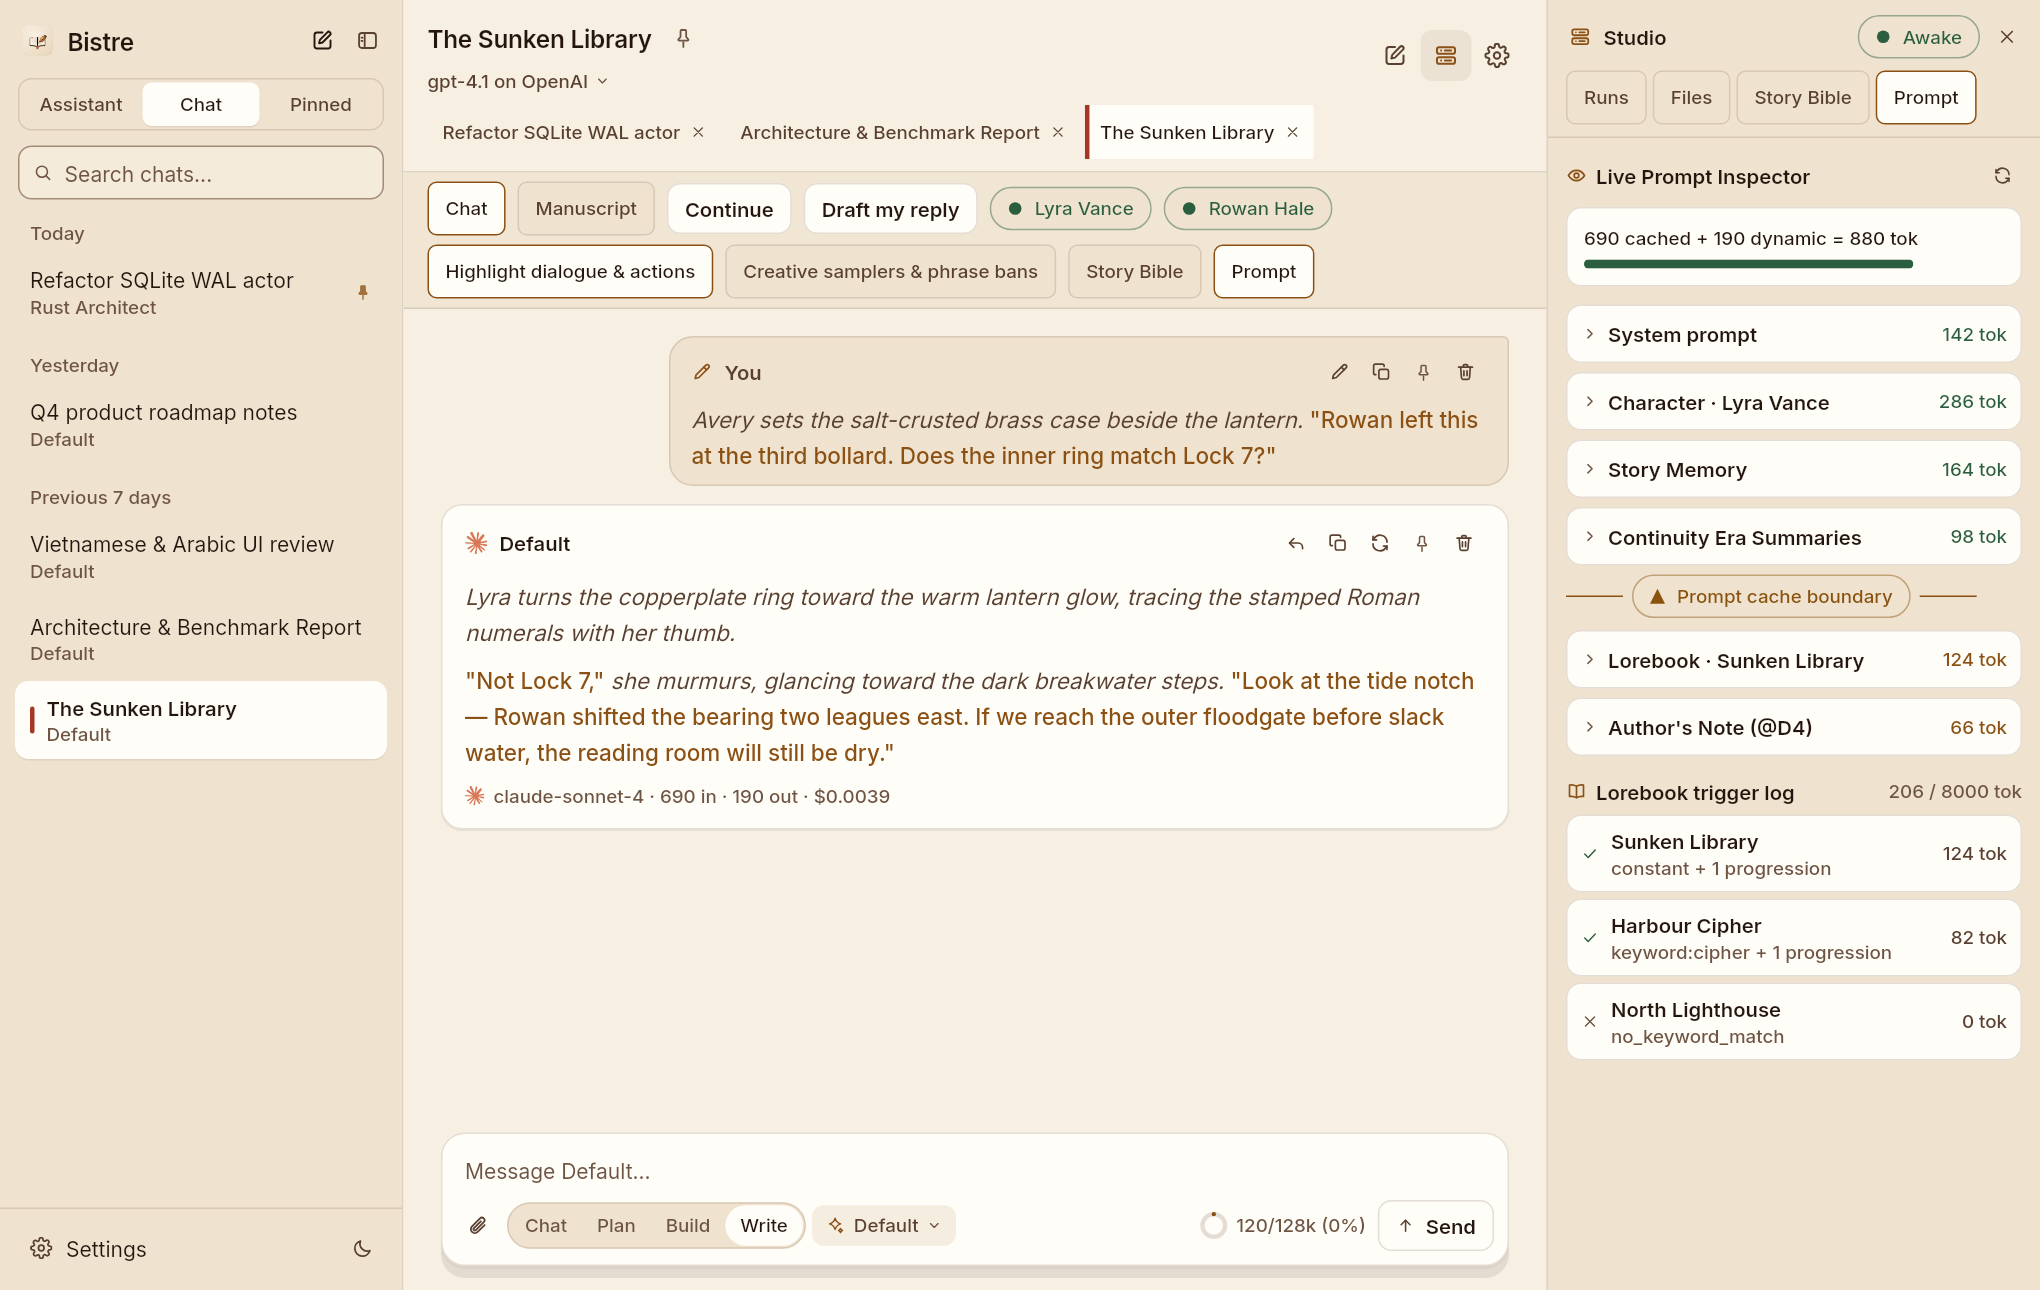 Bistre
Assistant
Chat
Pinned
Search chats...
Today
Refactor SQLite WAL actor
Rust Architect
Yesterday
Q4 product roadmap notes
Default
Previous 7 days
Vietnamese & Arabic UI review
Default
Architecture & Benchmark Report
Default
The Sunken Library
Default
Settings
The Sunken Library
gpt-4.1 on OpenAI
Refactor SQLite WAL actor
Architecture & Benchmark Report
The Sunken Library
Chat
Manuscript
Continue
Draft my reply
Lyra Vance
Rowan Hale
Highlight dialogue & actions
Creative samplers & phrase bans
Story Bible
Prompt
You
Avery sets the salt-crusted brass case beside the lantern. "Rowan left this
at the third bollard. Does the inner ring match Lock 7?"
Default
Lyra turns the copperplate ring toward the warm lantern glow, tracing the stamped Roman
numerals with her thumb.
"Not Lock 7," she murmurs, glancing toward the dark breakwater steps. "Look at the tide notch
— Rowan shifted the bearing two leagues east. If we reach the outer floodgate before slack
water, the reading room will still be dry."
claude-sonnet-4 · 690 in · 190 out · $0.0039
Message Default...
Chat
Plan
Build
Write
Default
120/128k (0%)
Send
Studio
Awake
Runs
Files
Story Bible
Prompt
Live Prompt Inspector
690 cached + 190 dynamic = 880 tok
System prompt
142 tok
Character · Lyra Vance
286 tok
Story Memory
164 tok
Continuity Era Summaries
98 tok
Prompt cache boundary
Lorebook · Sunken Library
124 tok
Author's Note (@D4)
66 tok
Lorebook trigger log
206 / 8000 tok
Sunken Library
constant + 1 progression
124 tok
Harbour Cipher
keyword:cipher + 1 progression
82 tok
North Lighthouse
no_keyword_match
0 tok